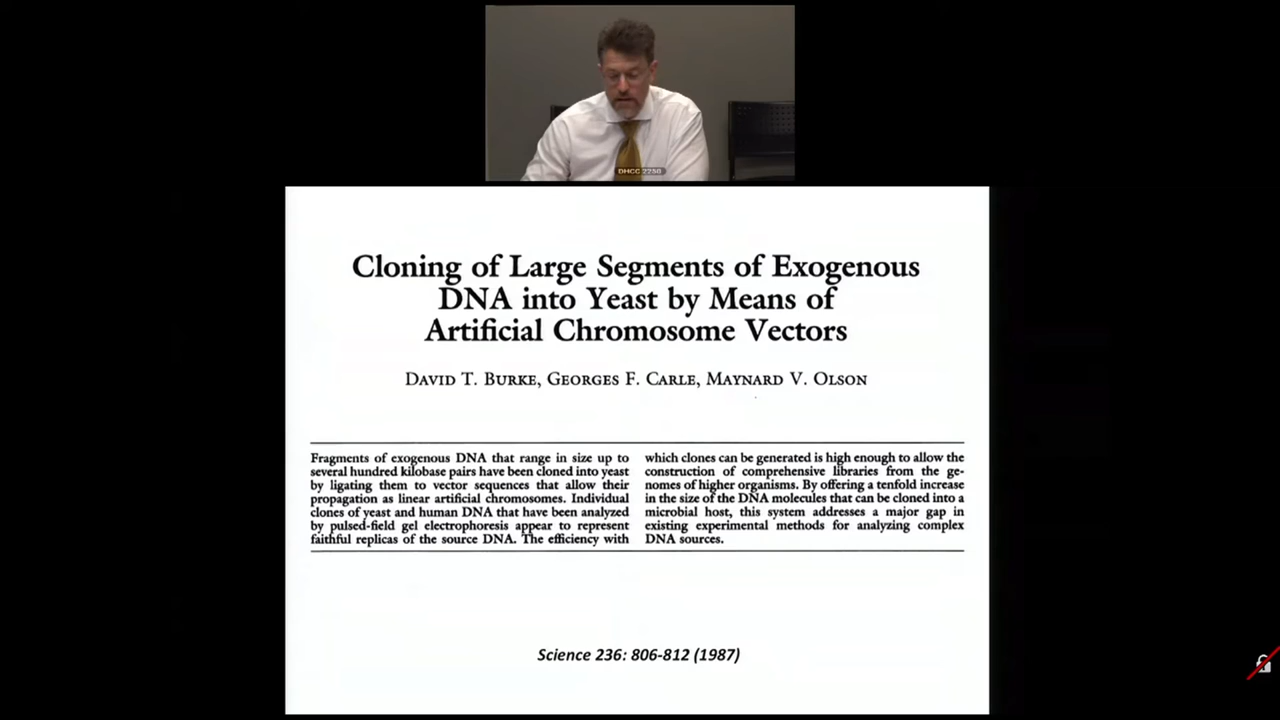 DHCC 2250
Cloning of Large Segments of Exogenous
DNA into Yeast by Means of
Artificial Chromosome Vectors
DAVID T. BURKE, GEORGES F. CARLE, MAYNARD V. OLSON
Fragments of exogenous DNA that range in size up to
several hundred kilobase pairs have been cloned into yeast
by ligating them to vector sequences that allow their
propagation as linear artificial chromosomes. Individual
clones of yeast and human DNA that have been analyzed
by pulsed-field gel electrophoresis appear to represent
faithful replicas of the source DNA. The efficiency with
which clones can be generated is high enough to allow the
construction of comprehensive libraries from the ge-
nomes of higher organisms. By offering a tenfold increase
in the size of the DNA molecules that can be cloned into a
microbial host, this system addresses a major gap in
existing experimental methods for analyzing complex
DNA sources.
Science 236: 806-812 (1987)